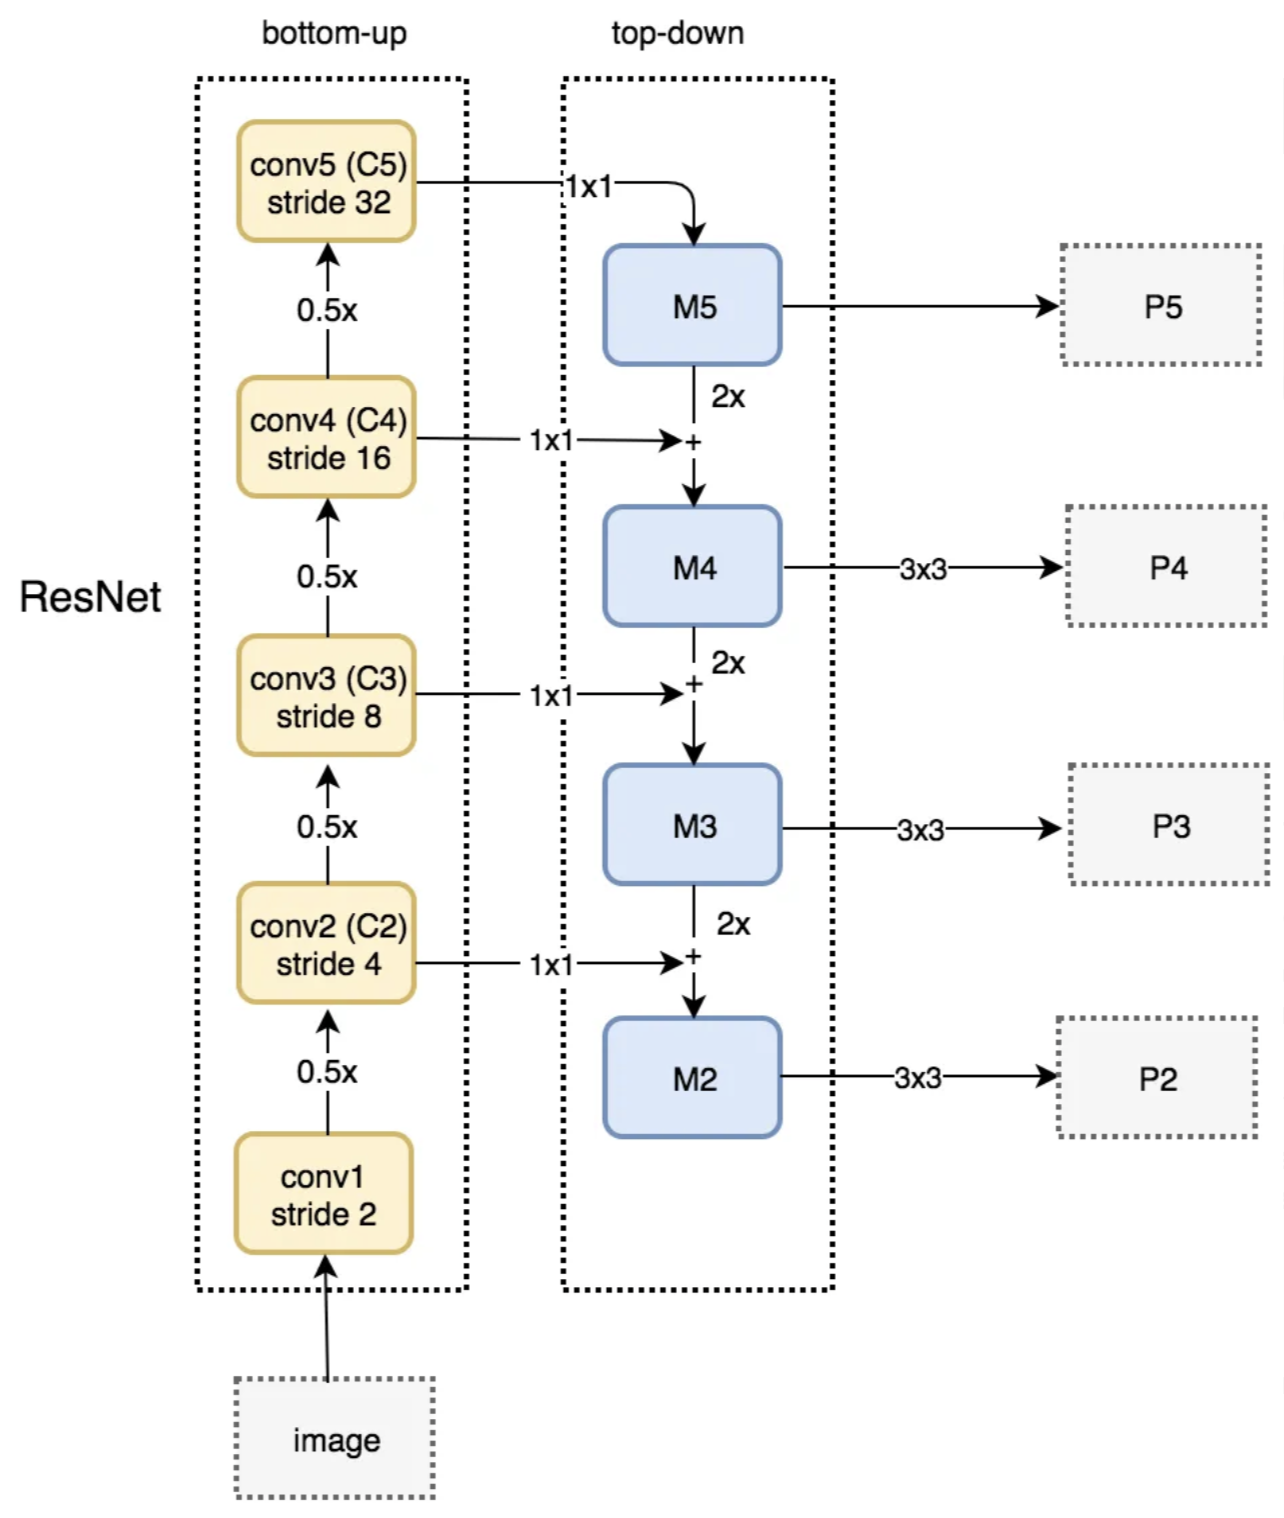 bottom-up
top-down
conv5 (C5)
stride 32
1x1
M5
P5
0.5x
2x
conv4 (C4)
stride 16
1x1
+
M4
3x3
P4
0.5x
ResNet
2x
conv3 (C3)
stride 8
1x1
+
M3
3x3
P3
0.5x
2x
conv2 (C2)
stride 4
1x1
+
M2
3x3
P2
0.5x
conv1
stride 2
image